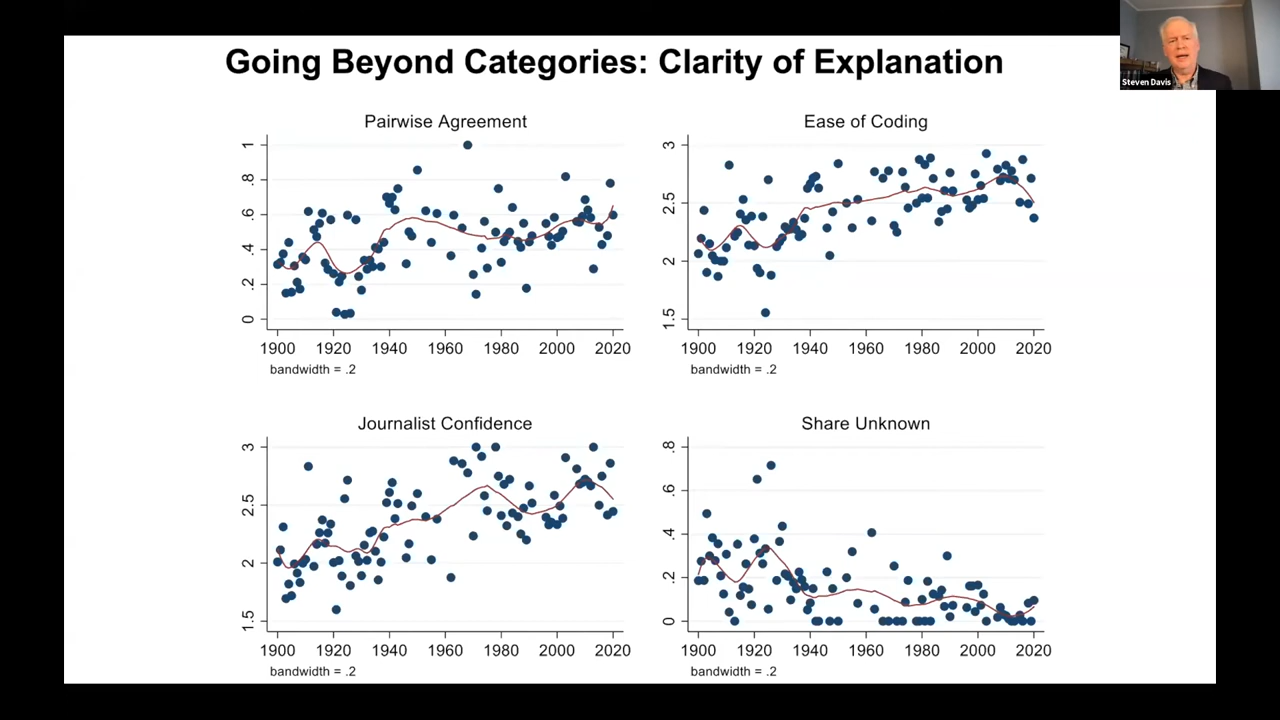 Going Beyond Categories: Clarity of Explanation
Steven Davis
Pairwise Agreement
1
.8
.6
.4
.2
0
1900 1920 1940 1960 1980 2000 2020
bandwidth = .2
Ease of Coding
3
2.5
2
1.5
1900 1920 1940 1960 1980 2000 2020
bandwidth = .2
Journalist Confidence
3
2.5
2
1.5
1900 1920 1940 1960 1980 2000 2020
bandwidth = .2
Share Unknown
.8
.6
.4
.2
0
1900 1920 1940 1960 1980 2000 2020
bandwidth = .2